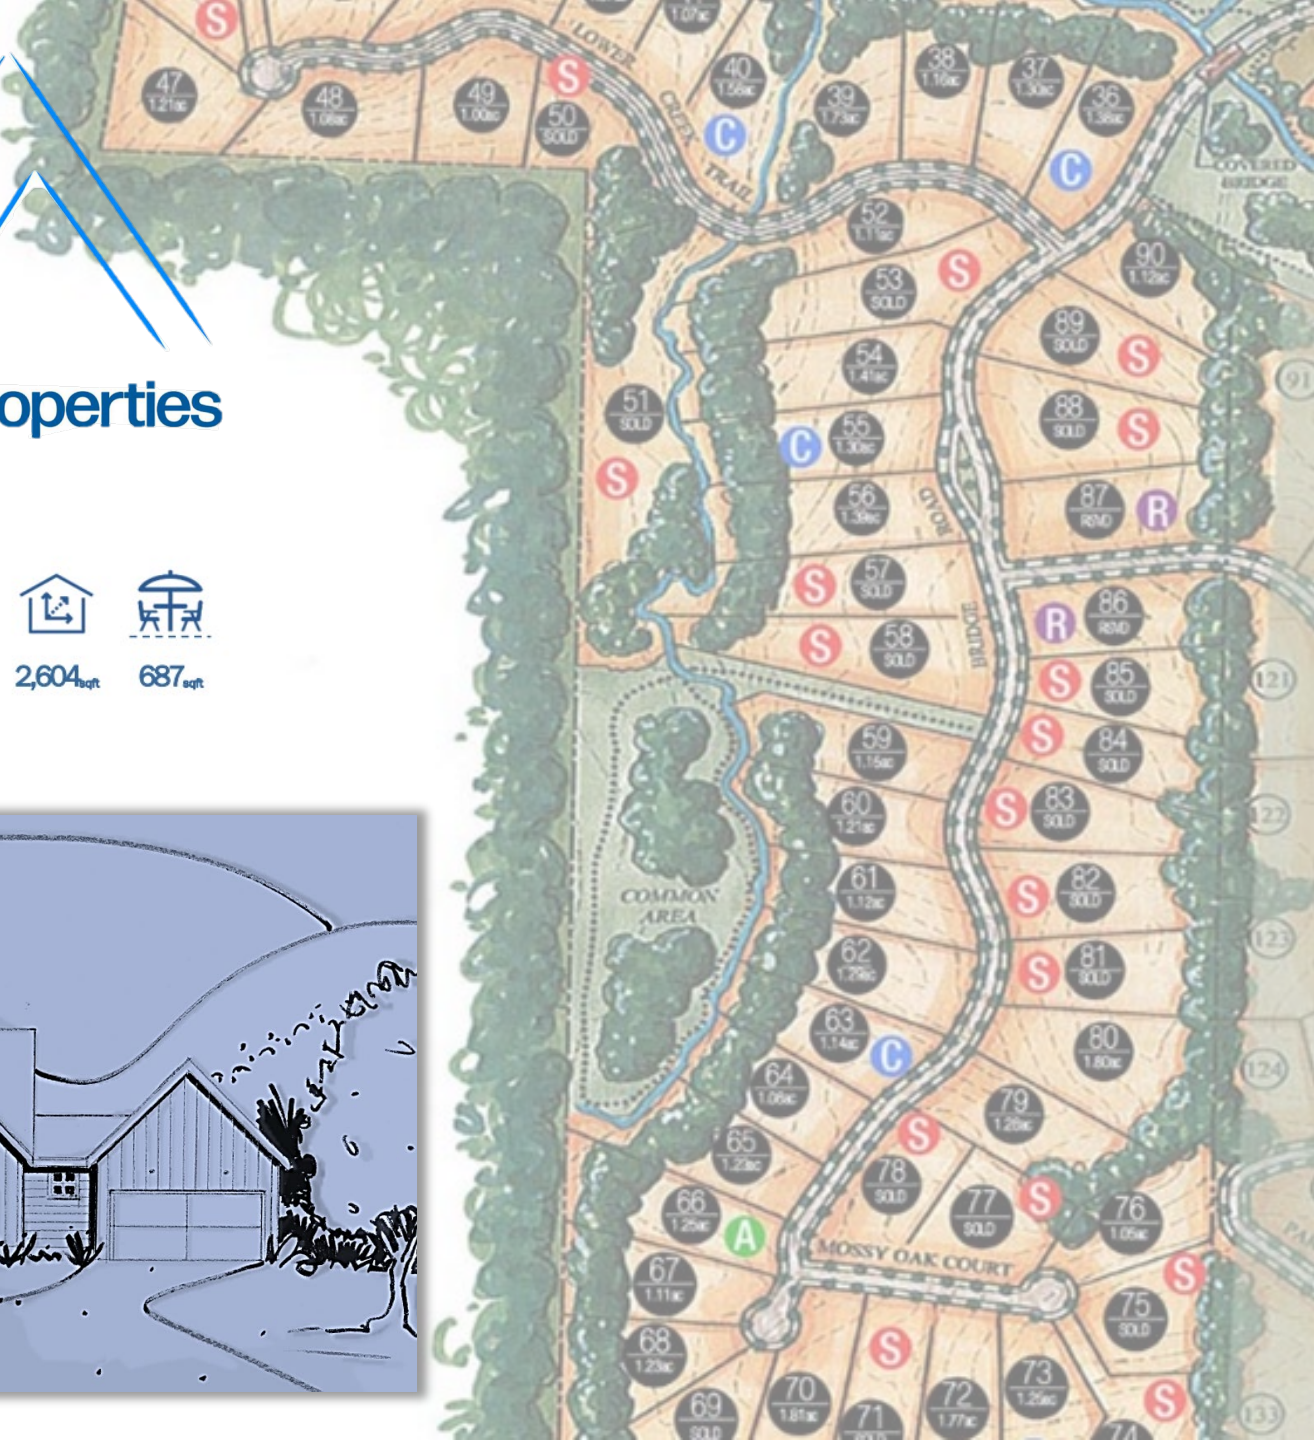 operties
2,604sqft
687sqft
LOWER
CREEK
TRAIL
COVERED
BRIDGE
ROAD
BRIDGE
COMMON
AREA
MOSSY OAK COURT
S
47
1.21ac
48
1.08ac
49
1.00ac
S
50
SOLD
1.07ac
40
1.56ac
C
39
1.73ac
38
1.16ac
37
1.30ac
36
1.38ac
C
52
1.11ac
53
SOLD
S
90
1.12ac
89
SOLD
S
54
1.41ac
91
51
SOLD
S
55
1.30ac
C
88
SOLD
S
56
1.38ac
87
RSVD
R
57
SOLD
S
86
RSVD
R
58
SOLD
S
85
SOLD
S
121
84
SOLD
S
59
1.15ac
60
1.21ac
83
SOLD
S
122
61
1.12ac
82
SOLD
S
62
1.29ac
81
SOLD
S
123
63
1.14ac
C
80
1.80ac
124
64
1.08ac
79
1.26ac
65
1.23ac
78
SOLD
S
66
1.25ac
A
77
SOLD
S
76
1.05ac
67
1.11ac
75
SOLD
S
68
1.23ac
S
73
1.25ac
70
1.81ac
72
1.77ac
69
SOLD
71
SOLD
S
74
133